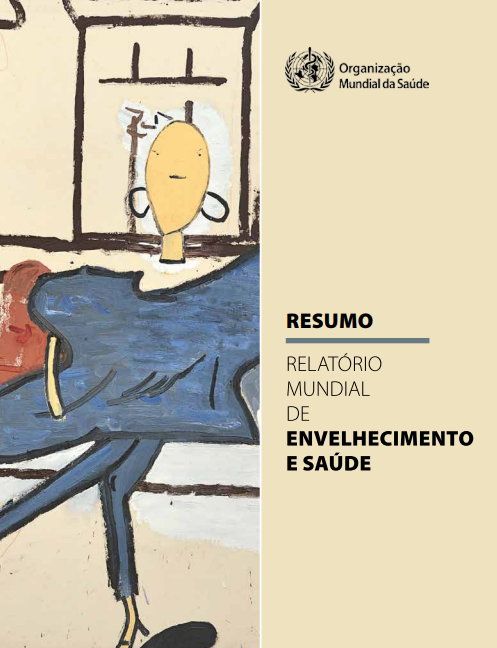 Organização
Mundial da Saúde
RESUMO
RELATÓRIO
MUNDIAL
DE
ENVELHECIMENTO
E SAÚDE